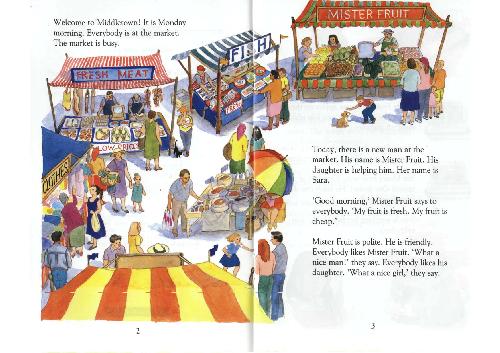 Welcome to Middletown! It is Monday
morning. Everybody is at the market.
The market is busy.
FRESH MEAT
LOW PRICES
FISH
FRESH
MISTER FRUIT
2
Today, there is a new man at the
market. His name is Mister Fruit. His
daughter is helping him. Her name is
Sara.
'Good morning,' Mister Fruit says to
everybody. 'My fruit is fresh. My fruit is
cheap.'
Mister Fruit is polite. He is friendly.
Everybody likes Mister Fruit. 'What a
nice man!' they say. Everybody likes his
daughter. 'What a nice girl,' they say.
3